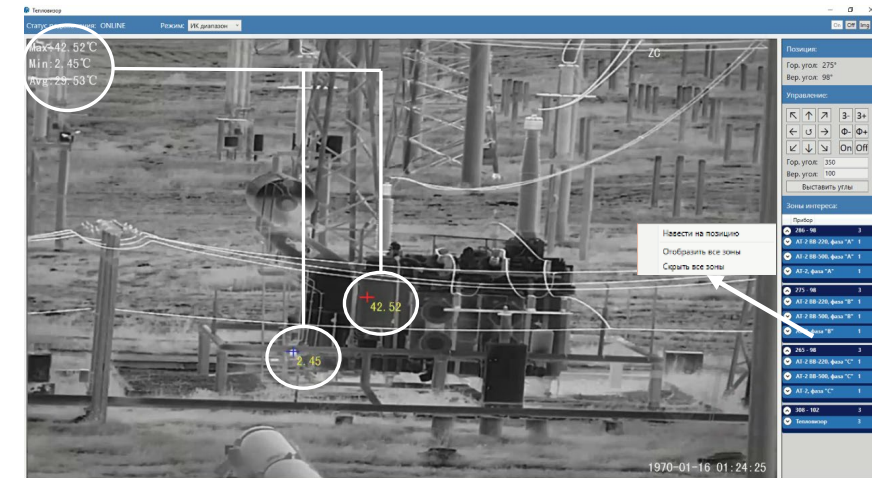 Тепловизор
Статус подключения: ONLINE
Режим: ИК диапазон
On Off Img
Max:42.52℃
Min:2.45℃
Avg:29.53℃
ZG
42.52
2.45
1970-01-16 01:24:25
Навести на позицию
Отобразить все зоны
Скрыть все зоны
Позиция:
Гор. угол: 275°
Вер. угол: 98°
Управление:
З- З+
Ф- Ф+
On Off
Гор. угол: 350
Вер. угол: 100
Выставить углы
Зоны интереса:
Прибор
286 - 98 3
АТ-2 ВВ-220, фаза "А" 1
АТ-2 ВВ-500, фаза "А" 1
АТ-2, фаза "А" 1
275 - 98 3
АТ-2 ВВ-220, фаза "В" 1
АТ-2 ВВ-500, фаза "В" 1
фаза "В" 1
265 - 98 3
АТ-2 ВВ-220, фаза "С" 1
АТ-2 ВВ-500, фаза "С" 1
АТ-2, фаза "С" 1
308 - 102 3
Тепловизор 3